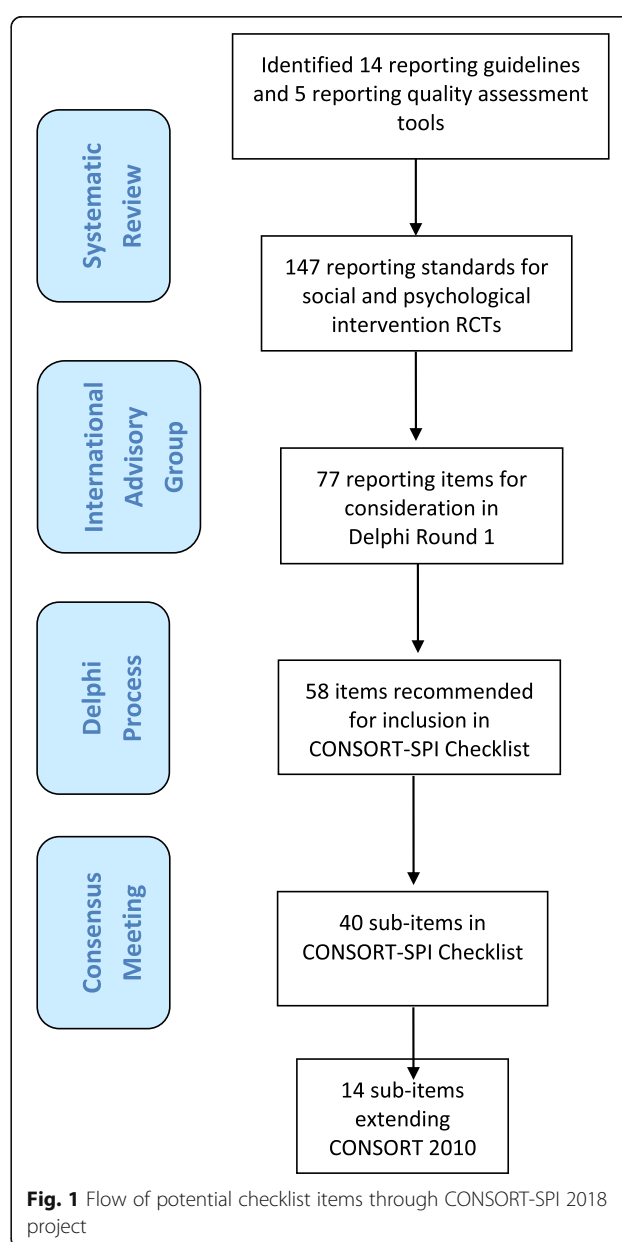 Identified 14 reporting guidelines
and 5 reporting quality assessment
tools
Systematic
Review
147 reporting standards for
social and psychological
intervention RCTs
International
Advisory
Group
77 reporting items for
consideration in
Delphi Round 1
Delphi
Process
58 items recommended
for inclusion in
CONSORT-SPI Checklist
Consensus
Meeting
40 sub-items in
CONSORT-SPI Checklist
14 sub-items
extending
CONSORT 2010
Fig. 1 Flow of potential checklist items through CONSORT-SPI 2018
project